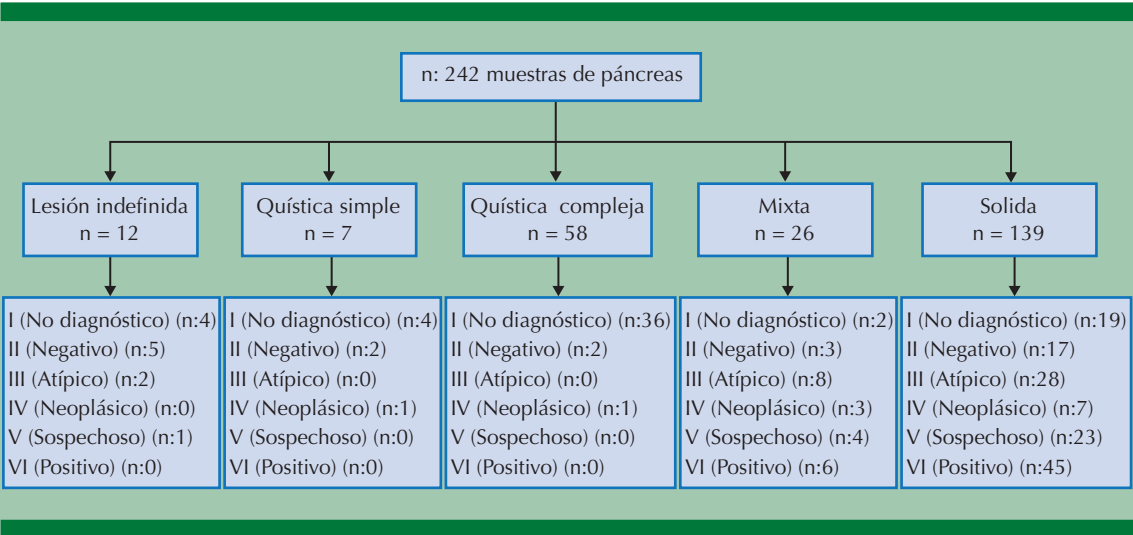 n: 242 muestras de páncreas
Lesión indefinida
n = 12
Quística simple
n = 7
Quística compleja
n = 58
Mixta
n = 26
Solida
n = 139
I (No diagnóstico) (n:4)
II (Negativo) (n:5)
III (Atípico) (n:2)
IV (Neoplásico) (n:0)
V (Sospechoso) (n:1)
VI (Positivo) (n:0)
I (No diagnóstico) (n:4)
II (Negativo) (n:2)
III (Atípico) (n:0)
IV (Neoplásico) (n:1)
V (Sospechoso) (n:0)
VI (Positivo) (n:0)
I (No diagnóstico) (n:36)
II (Negativo) (n:2)
III (Atípico) (n:0)
IV (Neoplásico) (n:1)
V (Sospechoso) (n:0)
VI (Positivo) (n:0)
I (No diagnóstico) (n:2)
II (Negativo) (n:3)
III (Atípico) (n:8)
IV (Neoplásico) (n:3)
V (Sospechoso) (n:4)
VI (Positivo) (n:6)
I (No diagnóstico) (n:19)
II (Negativo) (n:17)
III (Atípico) (n:28)
IV (Neoplásico) (n:7)
V (Sospechoso) (n:23)
VI (Positivo) (n:45)